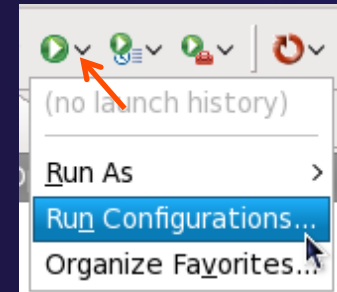 (no launch history)
Run As
Run Configurations...
Organize Favorites...